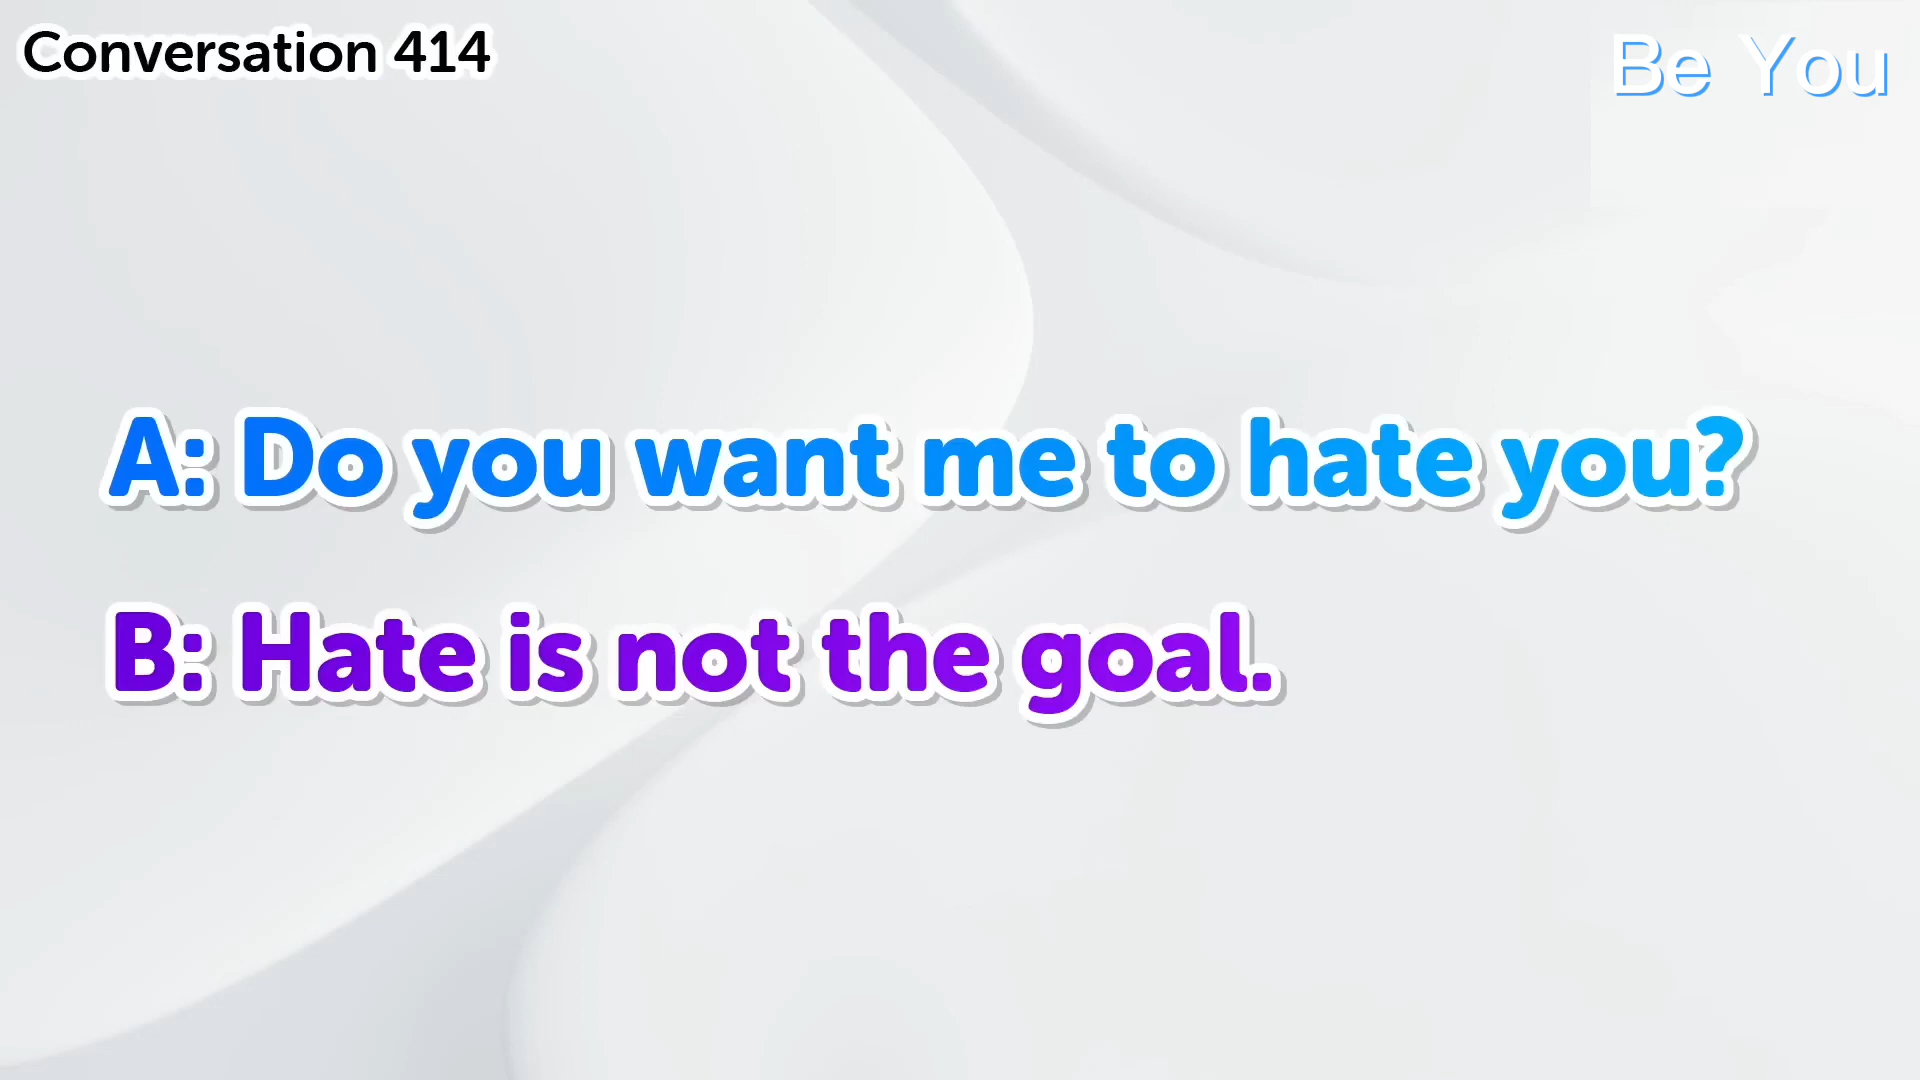 Conversation 414
Be You
A: Do you want me to hate you?
B: Hate is not the goal.